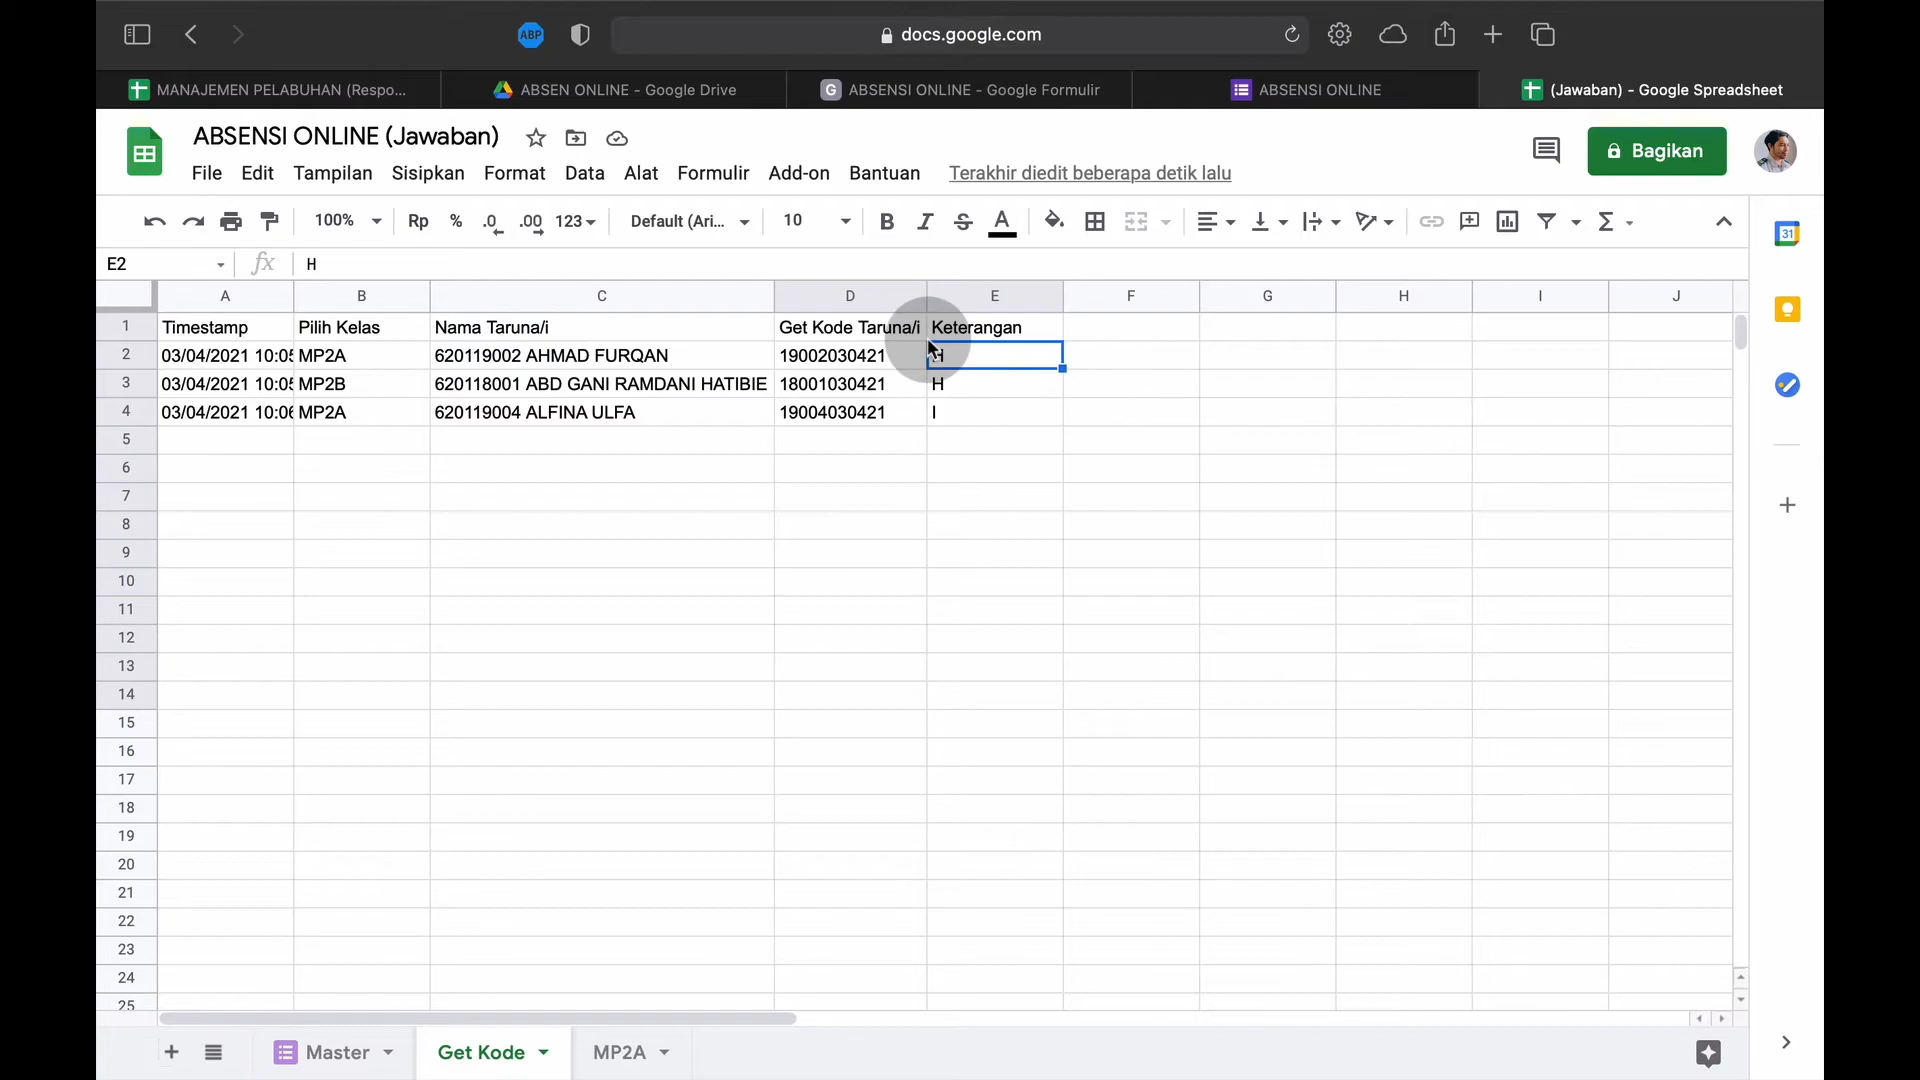 ABP
docs.google.com
MANAJEMEN PELABUHAN (Respo...
ABSEN ONLINE - Google Drive
G
ABSENSI ONLINE - Google Formulir
ABSENSI ONLINE
(Jawaban) - Google Spreadsheet
ABSENSI ONLINE (Jawaban)
Bagikan
File Edit Tampilan Sisipkan Format Data Alat Formulir Add-on Bantuan Terakhir diedit beberapa detik lalu
100% Rp % .0 .00 123 Default (Ari... 10 B I S A Σ
31
E2 fx H
A B C D E F G H I J
1 Timestamp Pilih Kelas Nama Taruna/i Get Kode Taruna/i Keterangan
2 03/04/2021 10:05 MP2A 620119002 AHMAD FURQAN 19002030421 H
3 03/04/2021 10:05 MP2B 620118001 ABD GANI RAMDANI HATIBIE 18001030421 H
4 03/04/2021 10:06 MP2A 620119004 ALFINA ULFA 19004030421 I
5
6
7
8
9
10
11
12
13
14
15
16
17
18
19
20
21
22
23
24
25
Master Get Kode MP2A